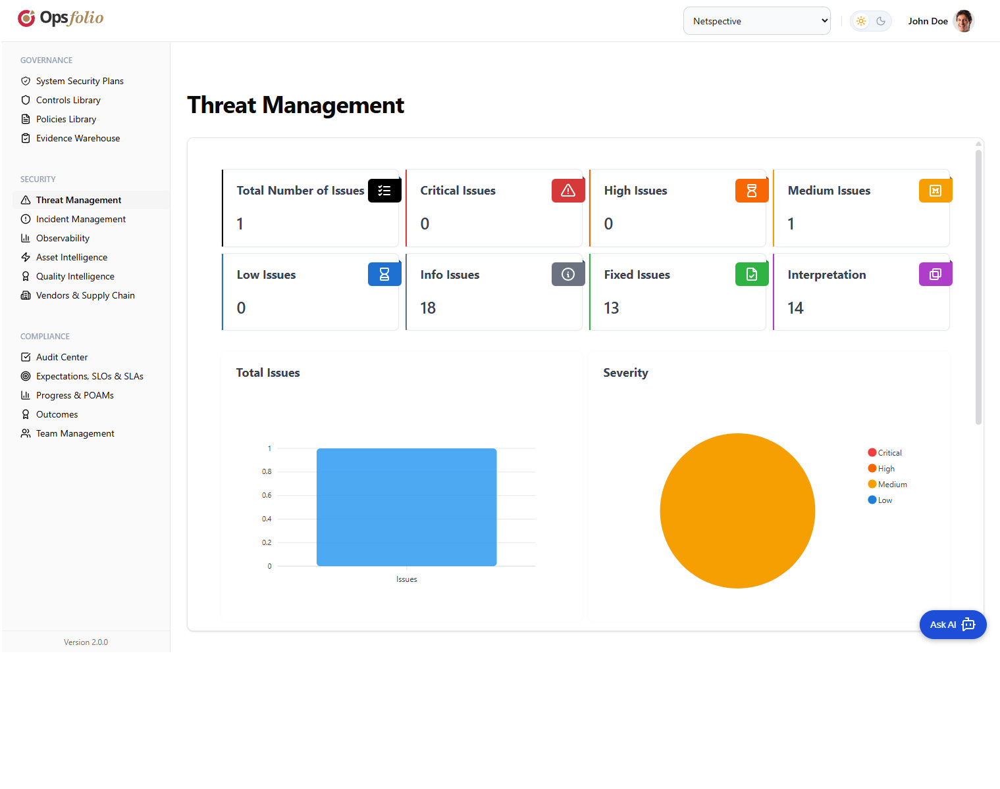 Opsfolio
Netspective
John Doe
GOVERNANCE
System Security Plans
Controls Library
Policies Library
Evidence Warehouse
SECURITY
Threat Management
Incident Management
Observability
Asset Intelligence
Quality Intelligence
Vendors & Supply Chain
COMPLIANCE
Audit Center
Expectations, SLOs & SLAs
Progress & POAMs
Outcomes
Team Management
Version 2.0.0
Threat Management
Total Number of Issues
1
Critical Issues
0
High Issues
0
Medium Issues
M
1
Low Issues
0
Info Issues
18
Fixed Issues
13
Interpretation
14
Total Issues
1
0.8
0.6
0.4
0.2
0
Issues
Severity
Critical
High
Medium
Low
Ask AI